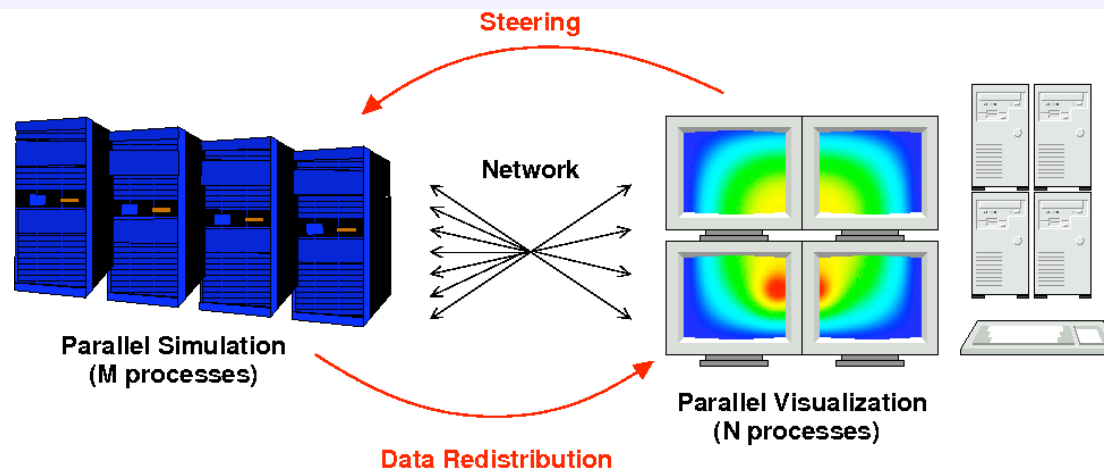 Steering
Network
Parallel Simulation
(M processes)
Parallel Visualization
(N processes)
Data Redistribution